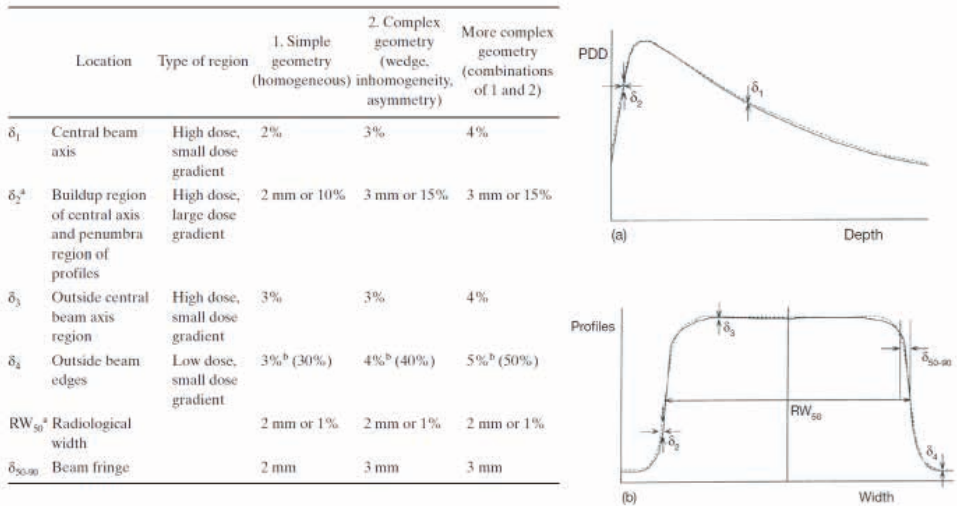 Location Type of region 1. Simple geometry (homogeneous) 2. Complex geometry (wedge, inhomogeneity, asymmetry) More complex geometry (combinations of 1 and 2)
δ₁ Central beam axis High dose, small dose gradient 2% 3% 4%
δ₂ᵃ Buildup region of central axis and penumbra region of profiles High dose, large dose gradient 2 mm or 10% 3 mm or 15% 3 mm or 15%
δ₃ Outside central beam axis region High dose, small dose gradient 3% 3% 4%
δ₄ Outside beam edges Low dose, small dose gradient 3%ᵇ (30%) 4%ᵇ (40%) 5%ᵇ (50%)
RW₅₀ᵃ Radiological width 2 mm or 1% 2 mm or 1% 2 mm or 1%
δ₅₀₋₉₀ Beam fringe 2 mm 3 mm 3 mm
PDD
δ₁
δ₂
(a) Depth
Profiles
δ₃
δ₅₀₋₉₀
RW₅₀
δ₂
δ₄
(b) Width